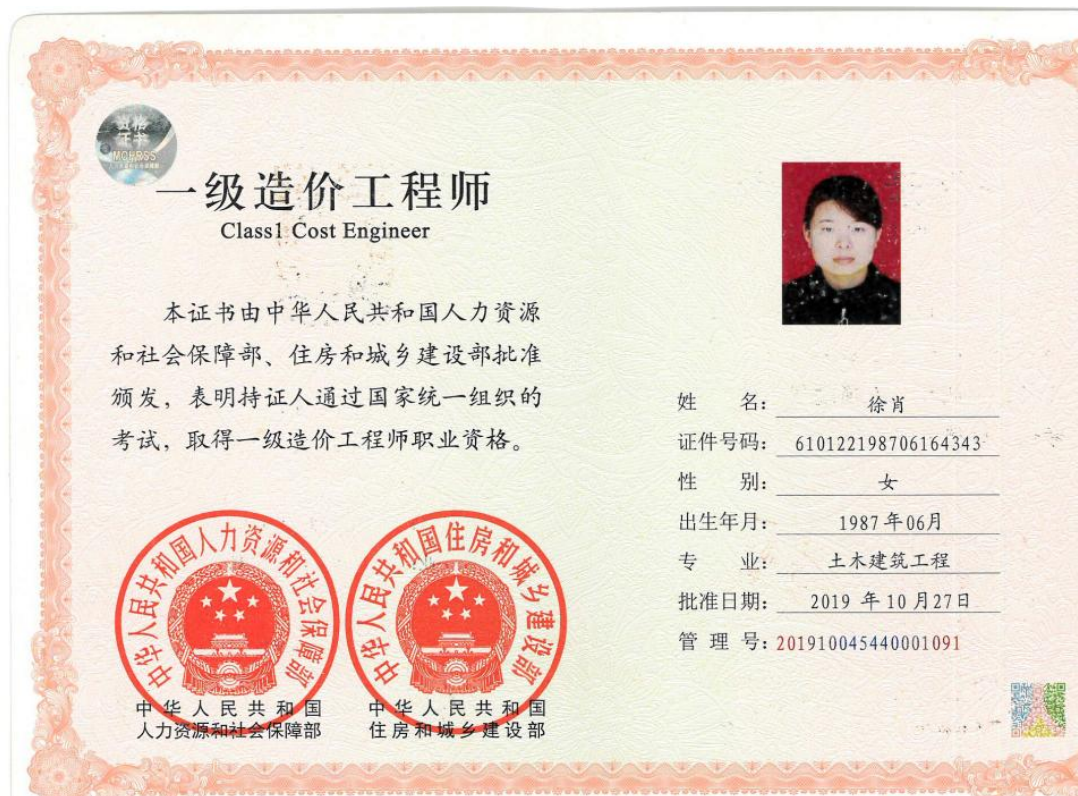 资格
证书
MOHRSS
一级造价工程师
Class1 Cost Engineer
本证书由中华人民共和国人力资源
和社会保障部、住房和城乡建设部批准
颁发，表明持证人通过国家统一组织的
考试，取得一级造价工程师职业资格。
中华人民共和国人力资源和社会保障部
中华人民共和国住房和城乡建设部
中华人民共和国
人力资源和社会保障部
中华人民共和国
住房和城乡建设部
姓 名： 徐肖
证件号码： 610122198706164343
性 别： 女
出生年月： 1987年06月
专 业： 土木建筑工程
批准日期： 2019 年 10月27日
管 理 号：201910045440001091